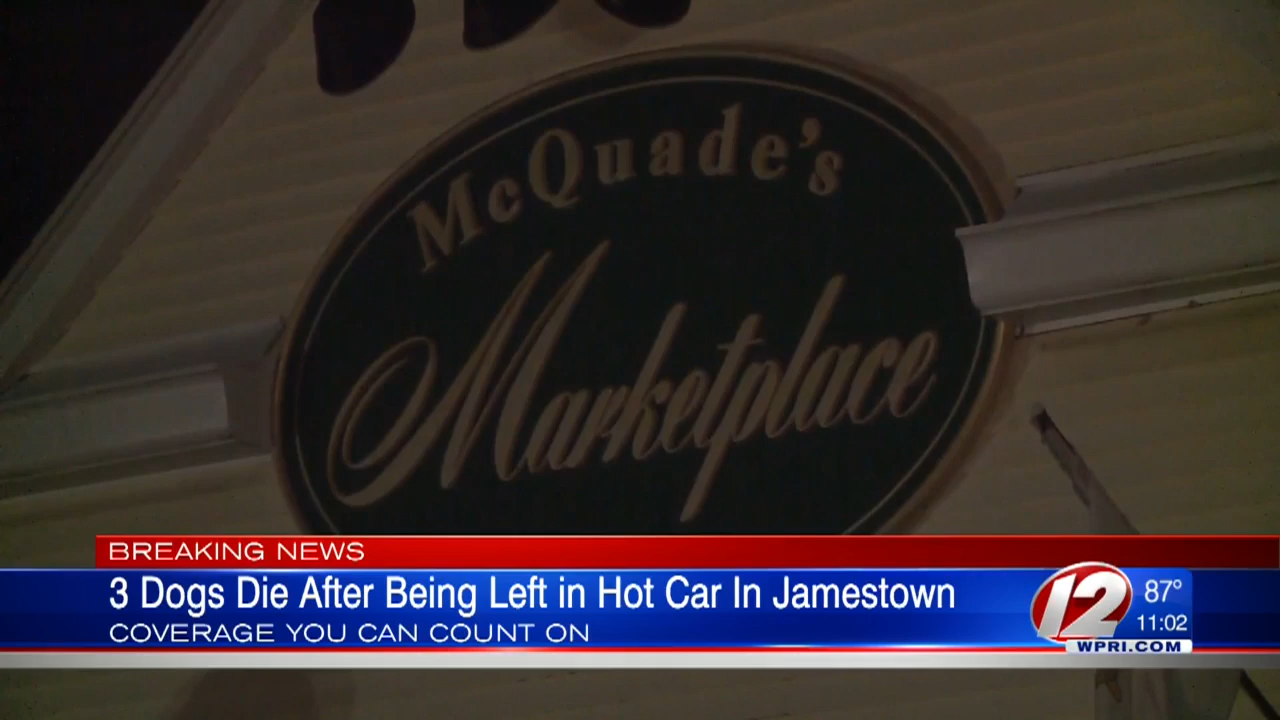 McQuade's
Marketplace
BREAKING NEWS
3 Dogs Die After Being Left in Hot Car In Jamestown
COVERAGE YOU CAN COUNT ON
12
87°
11:02
WPRI.COM